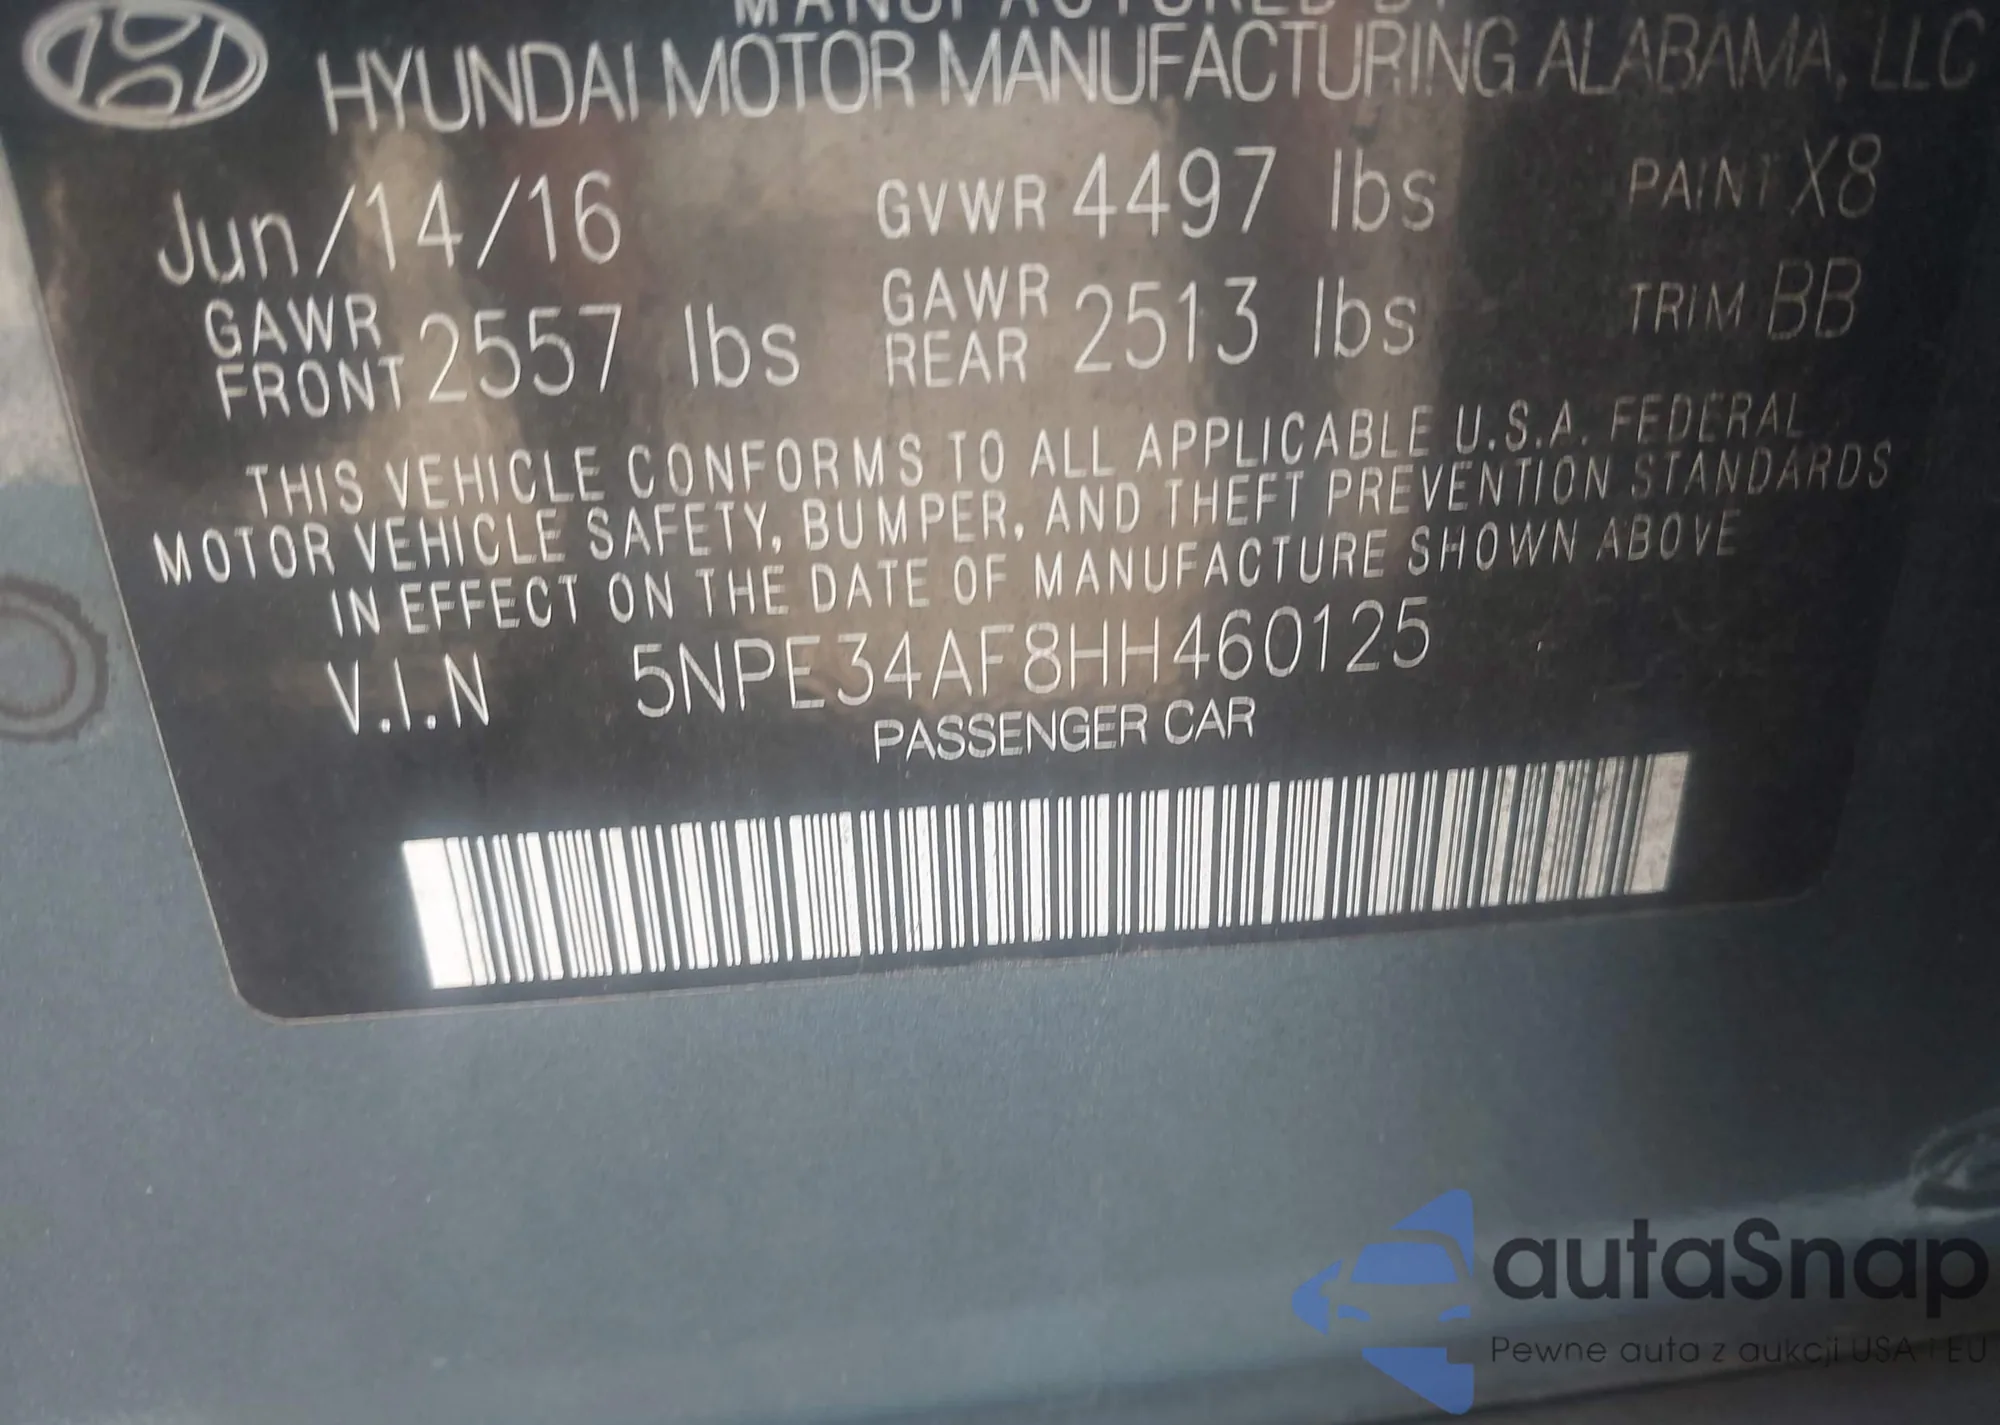 MANUFACTURED BY
HYUNDAI MOTOR MANUFACTURING ALABAMA, LLC
Jun/14/16 GVWR 4497 lbs PAINT X8
GAWR FRONT 2557 lbs GAWR REAR 2513 lbs TRIM BB
THIS VEHICLE CONFORMS TO ALL APPLICABLE U.S.A. FEDERAL
MOTOR VEHICLE SAFETY, BUMPER, AND THEFT PREVENTION STANDARDS
IN EFFECT ON THE DATE OF MANUFACTURE SHOWN ABOVE
V.I.N 5NPE34AF8HH460125
PASSENGER CAR
autaSnap
Pewne auta z aukcji USA i EU